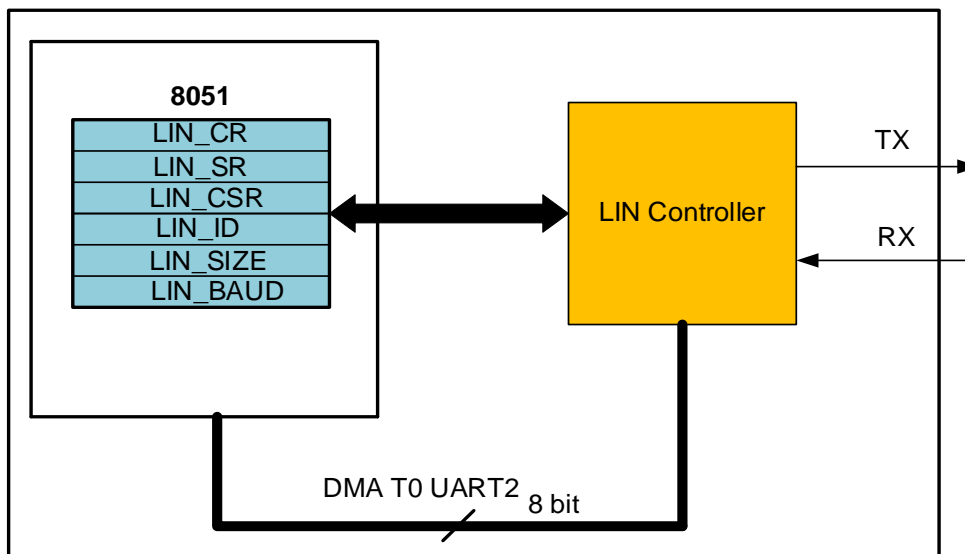 8051
LIN_CR
LIN_SR
LIN_CSR
LIN_ID
LIN_SIZE
LIN_BAUD
LIN Controller
TX
RX
DMA T0 UART2
8 bit